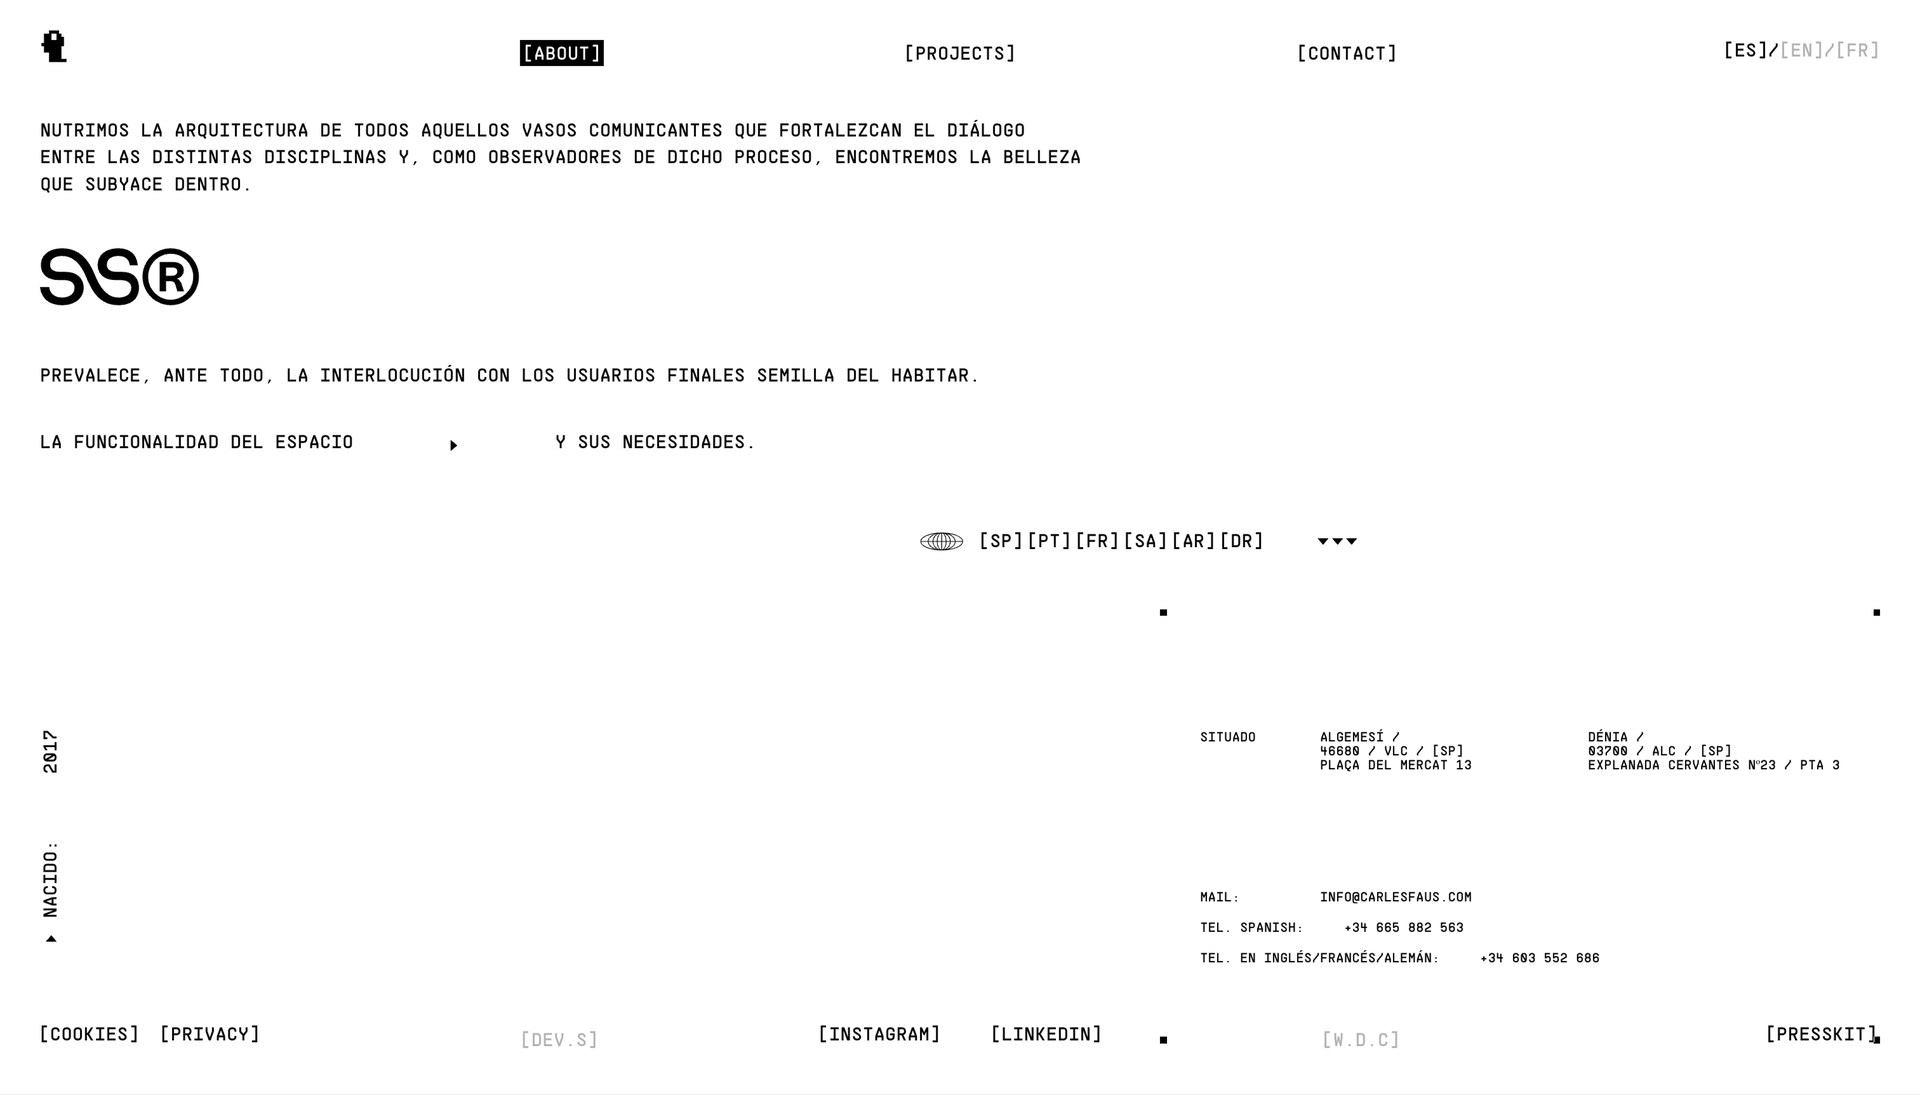 [ABOUT]
[PROJECTS]
[CONTACT]
[ES]/[EN]/[FR]
NUTRIMOS LA ARQUITECTURA DE TODOS AQUELLOS VASOS COMUNICANTES QUE FORTALEZCAN EL DIÁLOGO
ENTRE LAS DISTINTAS DISCIPLINAS Y, COMO OBSERVADORES DE DICHO PROCESO, ENCONTREMOS LA BELLEZA
QUE SUBYACE DENTRO.
SS®
PREVALECE, ANTE TODO, LA INTERLOCUCIÓN CON LOS USUARIOS FINALES SEMILLA DEL HABITAR.
LA FUNCIONALIDAD DEL ESPACIO ▶ Y SUS NECESIDADES.
[SP][PT][FR][SA][AR][DR] ▼▼▼
NACIDO: 2017
SITUADO
ALGEMESÍ /
46680 / VLC / [SP]
PLAÇA DEL MERCAT 13
DÉNIA /
03700 / ALC / [SP]
EXPLANADA CERVANTES Nº23 / PTA 3
MAIL: INFO@CARLESFAUS.COM
TEL. SPANISH: +34 665 882 563
TEL. EN INGLÉS/FRANCÉS/ALEMÁN: +34 603 552 686
[COOKIES] [PRIVACY]
[DEV.S]
[INSTAGRAM]
[LINKEDIN]
[W.D.C]
[PRESSKIT]